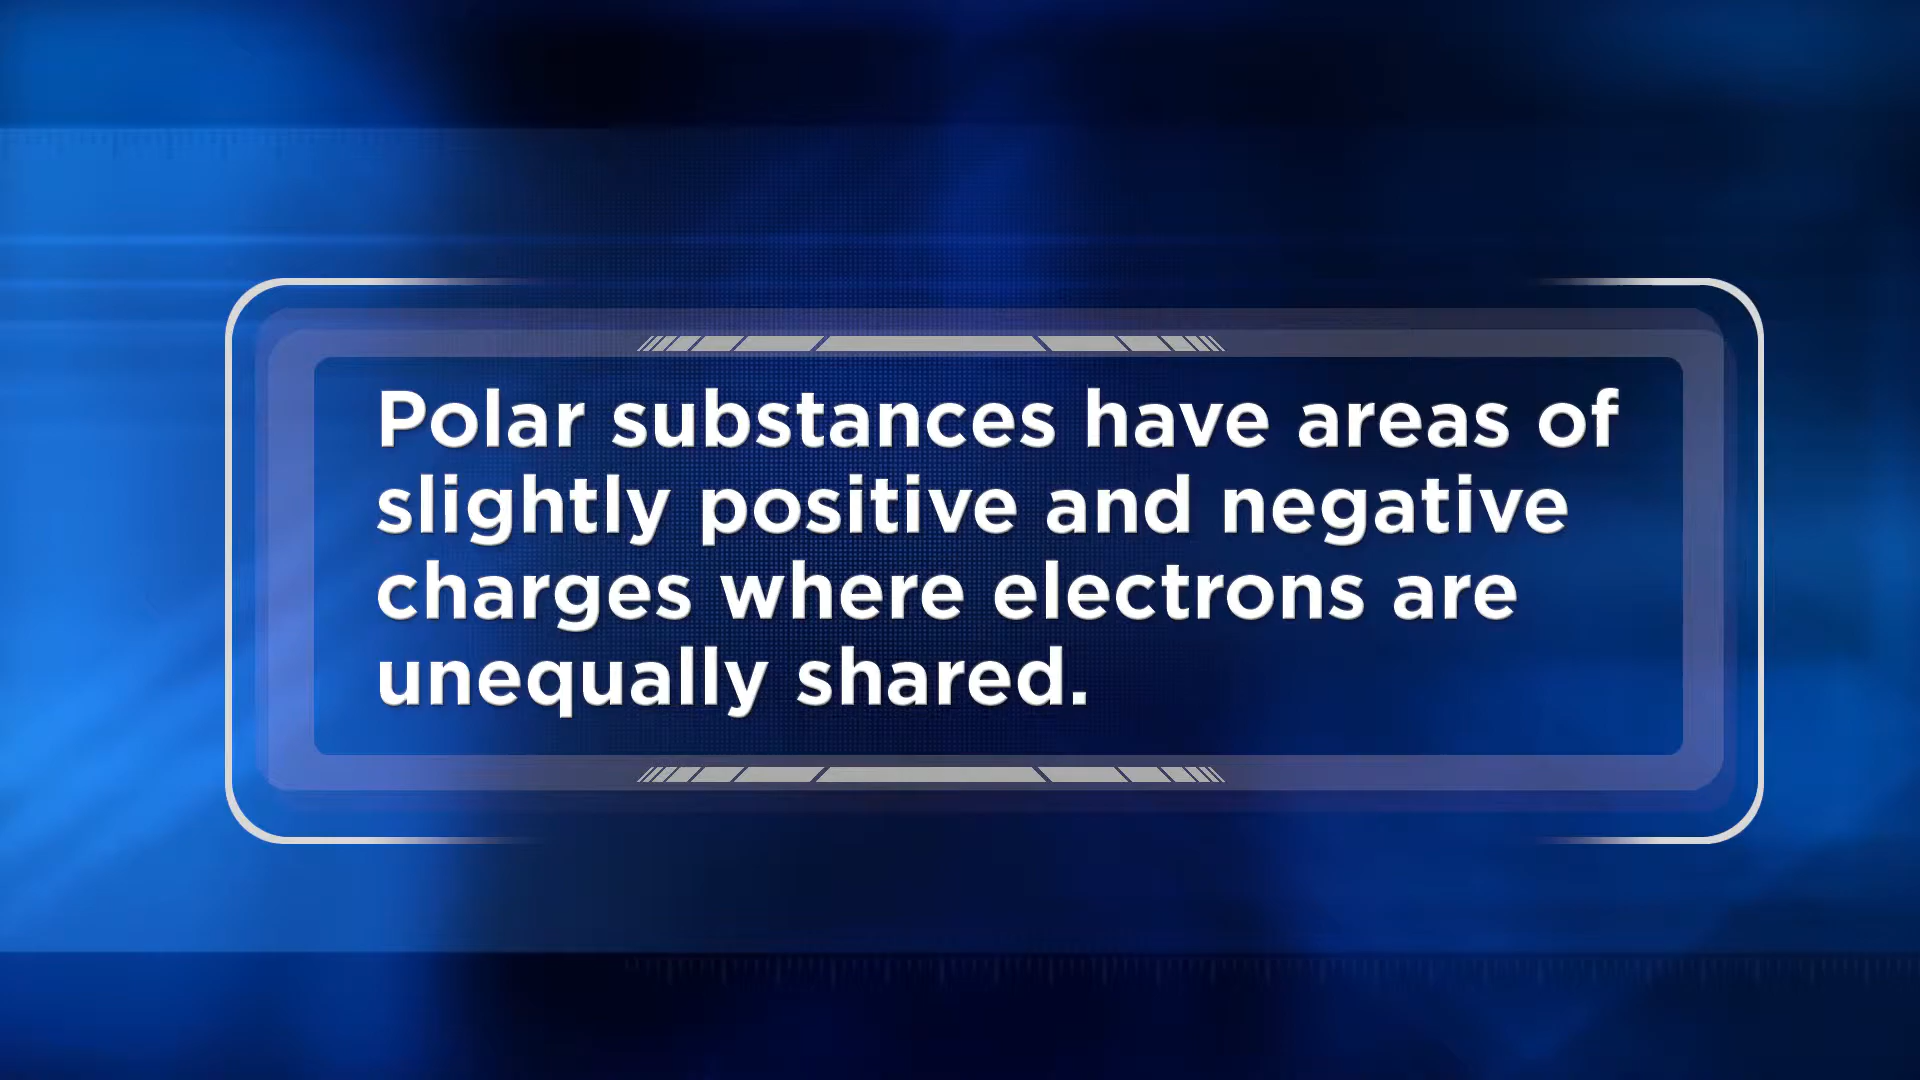 Polar substances have areas of
slightly positive and negative
charges where electrons are
unequally shared.